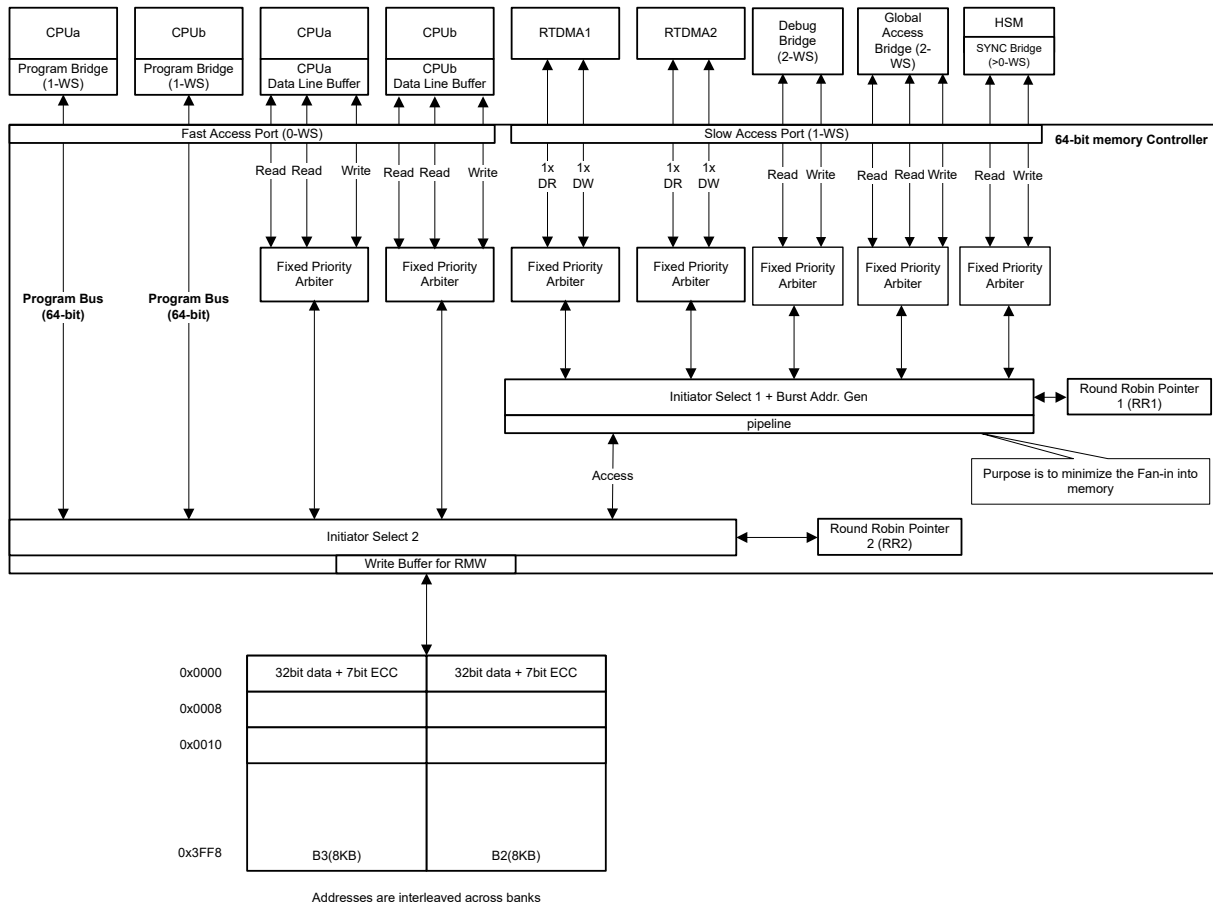 CPUa
Program Bridge
(1-WS)
CPUb
Program Bridge
(1-WS)
CPUa
CPUa
Data Line Buffer
CPUb
CPUb
Data Line Buffer
RTDMA1
RTDMA2
Debug
Bridge
(2-WS)
Global
Access
Bridge (2-
WS)
HSM
SYNC Bridge
(>0-WS)
Fast Access Port (0-WS)
Slow Access Port (1-WS)
64-bit memory Controller
Read
Read
Write
Read
Read
Write
1x
DR
1x
DW
1x
DR
1x
DW
Read
Write
Read
Read
Write
Read
Write
Fixed Priority
Arbiter
Fixed Priority
Arbiter
Fixed Priority
Arbiter
Fixed Priority
Arbiter
Fixed Priority
Arbiter
Fixed Priority
Arbiter
Fixed Priority
Arbiter
Program Bus
(64-bit)
Program Bus
(64-bit)
Initiator Select 1 + Burst Addr. Gen
pipeline
Round Robin Pointer
1 (RR1)
Access
Purpose is to minimize the Fan-in into
memory
Initiator Select 2
Round Robin Pointer
2 (RR2)
Write Buffer for RMW
0x0000
32bit data + 7bit ECC
32bit data + 7bit ECC
0x0008
0x0010
0x3FF8
B3(8KB)
B2(8KB)
Addresses are interleaved across banks